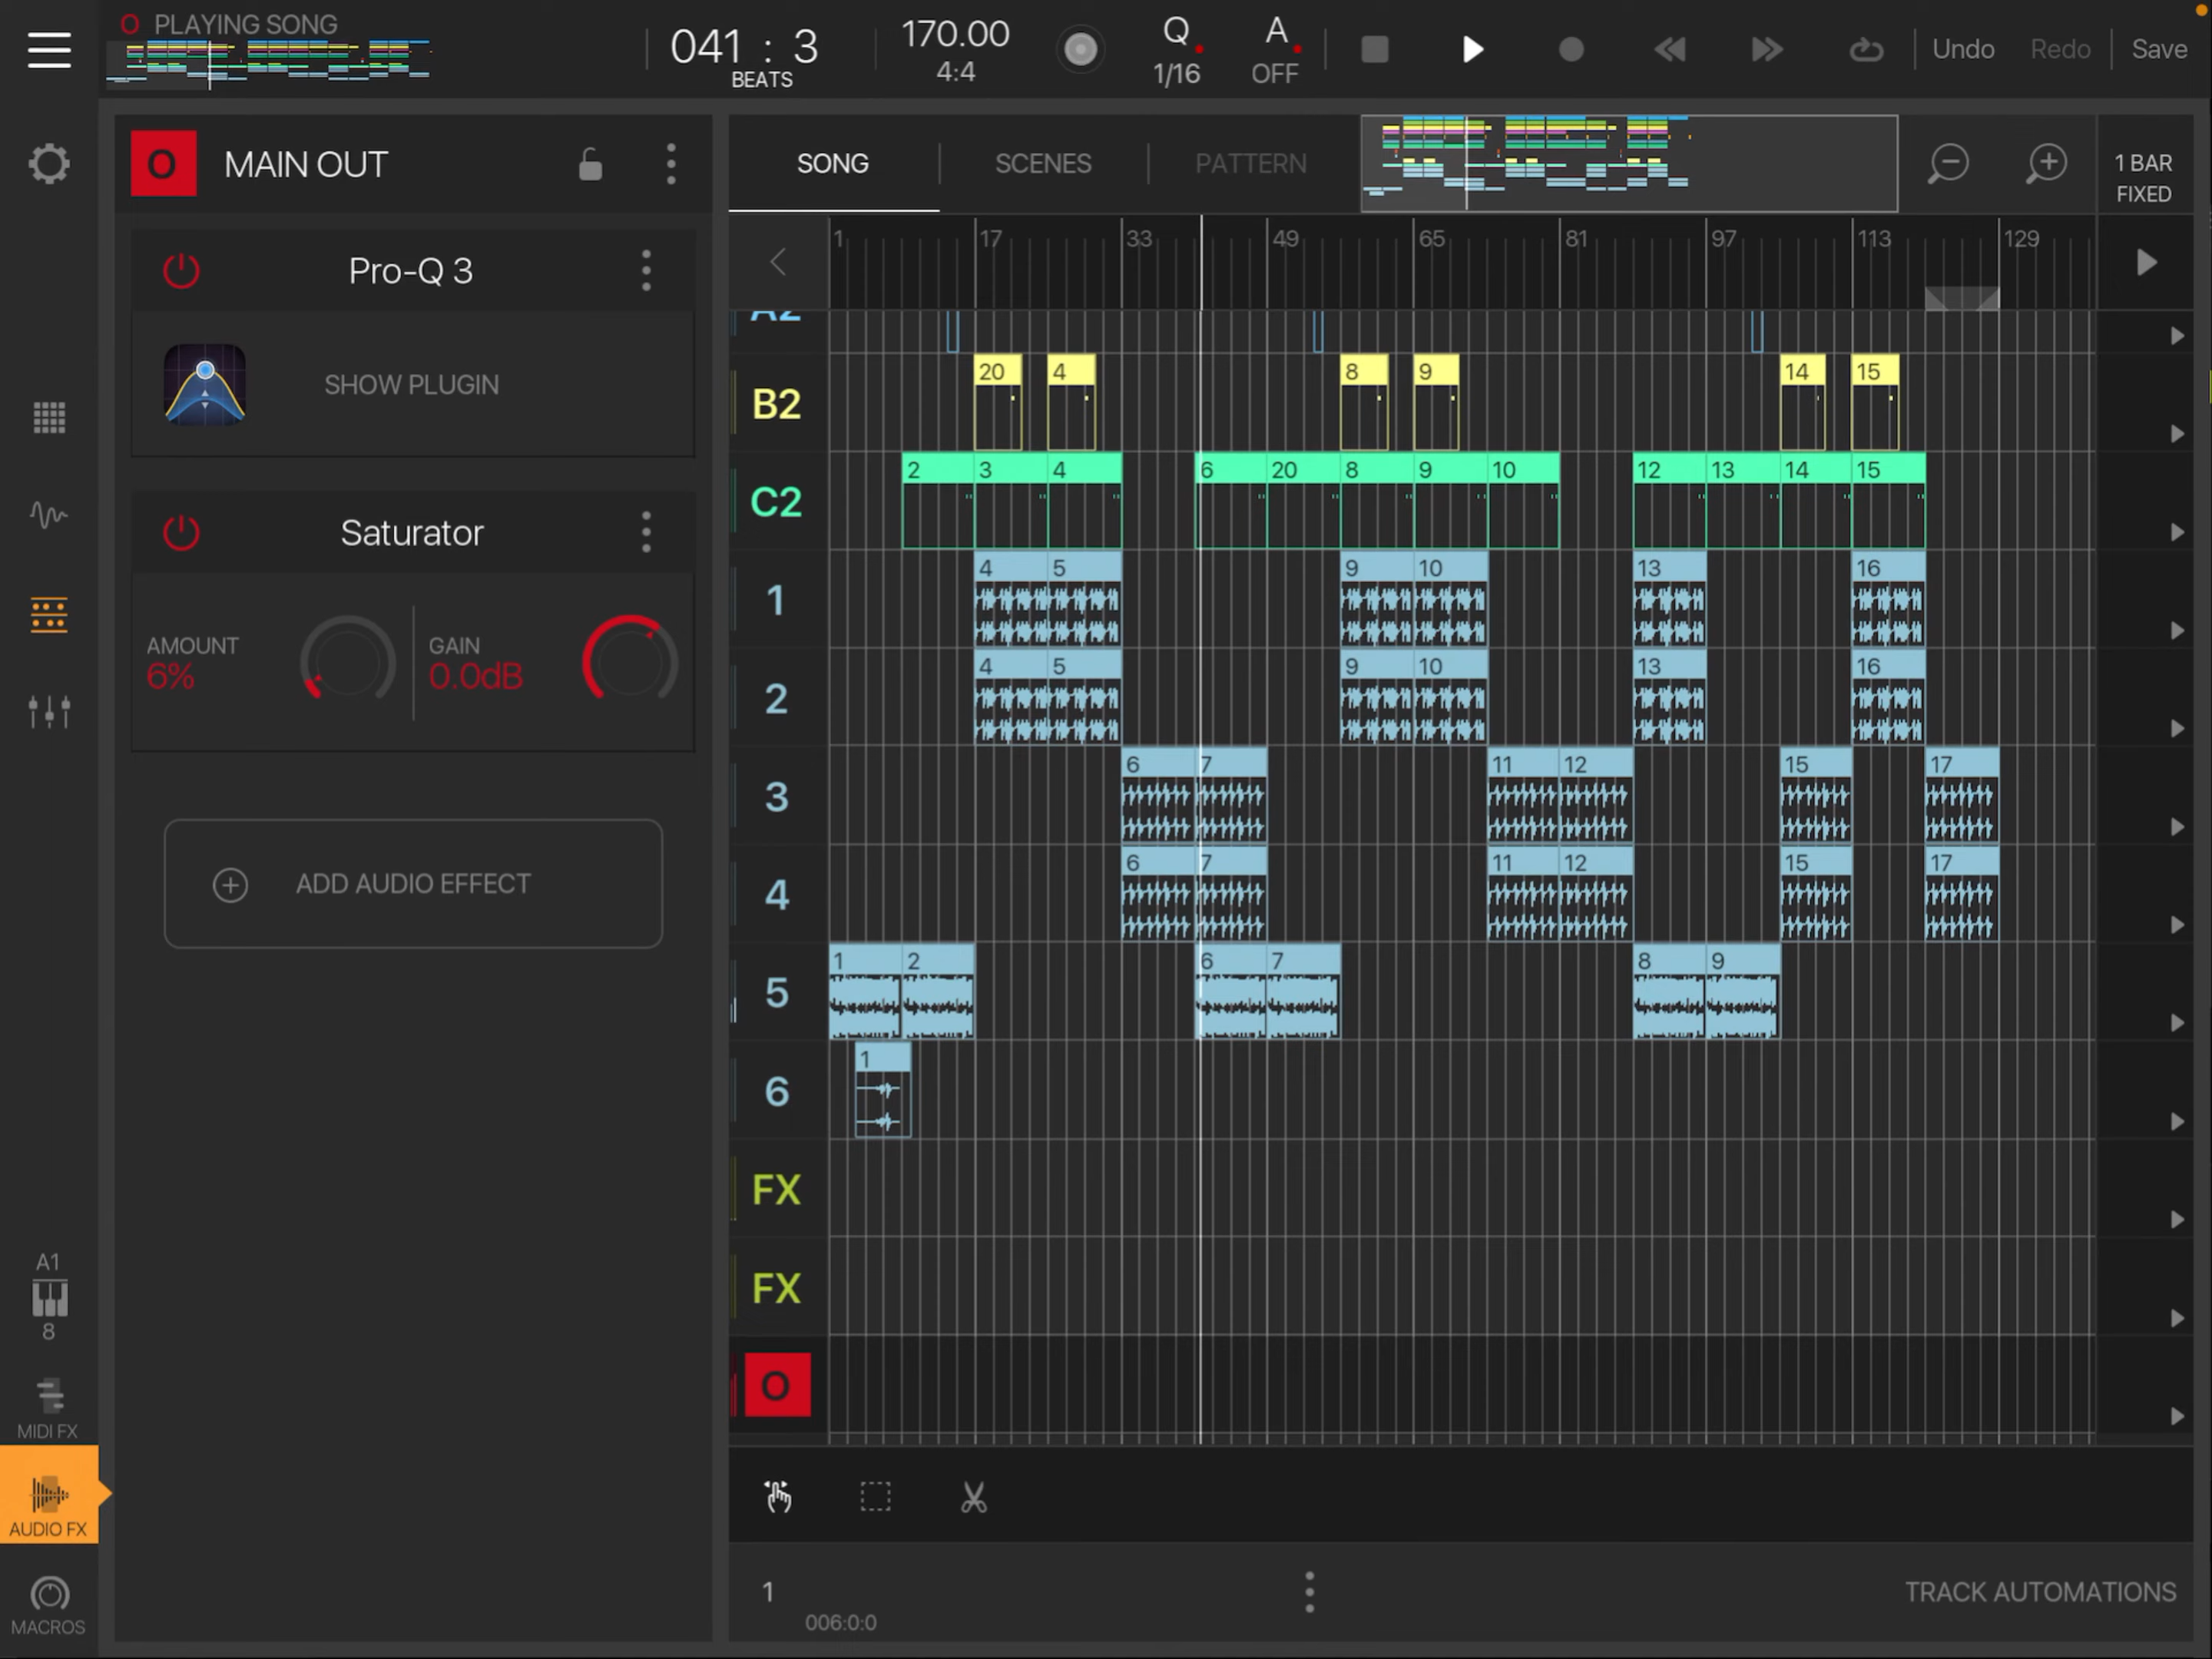 O PLAYING SONG
041 : 3
BEATS
170.00
4:4
Q
1/16
A
OFF
Undo
Redo
Save
O MAIN OUT
Pro-Q 3
SHOW PLUGIN
Saturator
AMOUNT
6%
GAIN
0.0dB
ADD AUDIO EFFECT
A1
8
MIDI FX
AUDIO FX
MACROS
SONG
SCENES
PATTERN
1 BAR
FIXED
1 17 33 49 65 81 97 113 129
A2
B2 20 4 8 9 14 15
C2 2 3 4 6 20 8 9 10 12 13 14 15
1 4 5 9 10 13 16
2 4 5 9 10 13 16
3 6 7 11 12 15 17
4 6 7 11 12 15 17
5 1 2 6 7 8 9
6 1
FX
FX
O
1
006:0:0
TRACK AUTOMATIONS